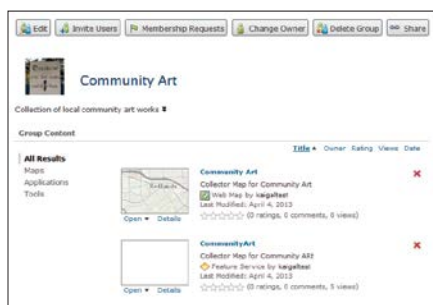 Edit Invite Users Membership Requests Change Owner Delete Group Share
Community Art
Collection of local community art works
Group Content
Title Owner Rating Views Date
All Results
Maps
Applications
Tools
Community Art
Collector Map for Community Art
Web Map by kaigaltest
Last Modified: April 4, 2013
(0 ratings, 0 comments, 0 views)
Open Details
CommunityArt
Collector Map for Community ARt
Feature Service by kaigaltest
Last Modified: April 4, 2013
(0 ratings, 0 comments, 5 views)
Open Details